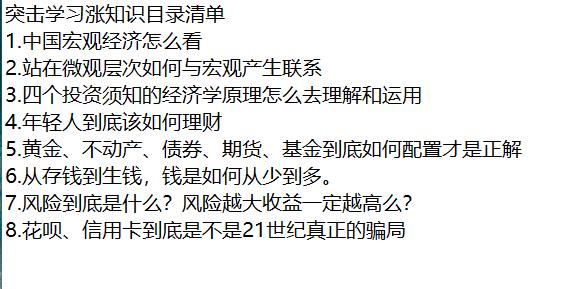 突击学习涨知识目录清单
1.中国宏观经济怎么看
2.站在微观层次如何与宏观产生联系
3.四个投资须知的经济学原理怎么去理解和运用
4.年轻人到底该如何理财
5.黄金、不动产、债券、期货、基金到底如何配置才是正解
6.从存钱到生钱，钱是如何从少到多。
7.风险到底是什么？风险越大收益一定越高么？
8.花呗、信用卡到底是不是21世纪真正的骗局